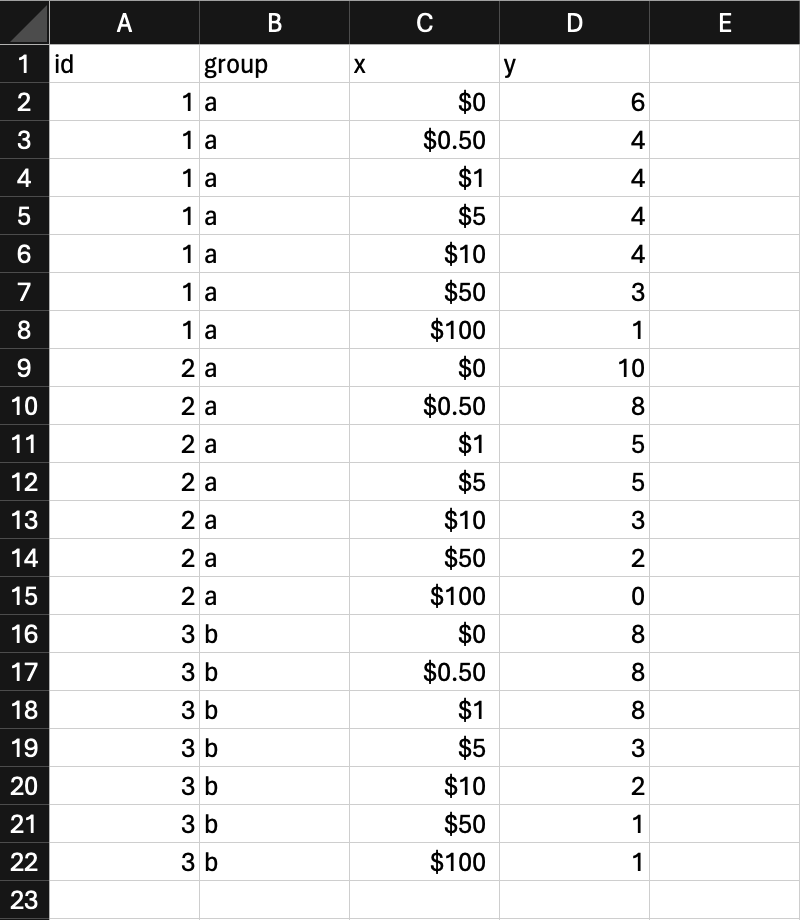 A B C D E
1 id group x y
2 1 a $0 6
3 1 a $0.50 4
4 1 a $1 4
5 1 a $5 4
6 1 a $10 4
7 1 a $50 3
8 1 a $100 1
9 2 a $0 10
10 2 a $0.50 8
11 2 a $1 5
12 2 a $5 5
13 2 a $10 3
14 2 a $50 2
15 2 a $100 0
16 3 b $0 8
17 3 b $0.50 8
18 3 b $1 8
19 3 b $5 3
20 3 b $10 2
21 3 b $50 1
22 3 b $100 1
23